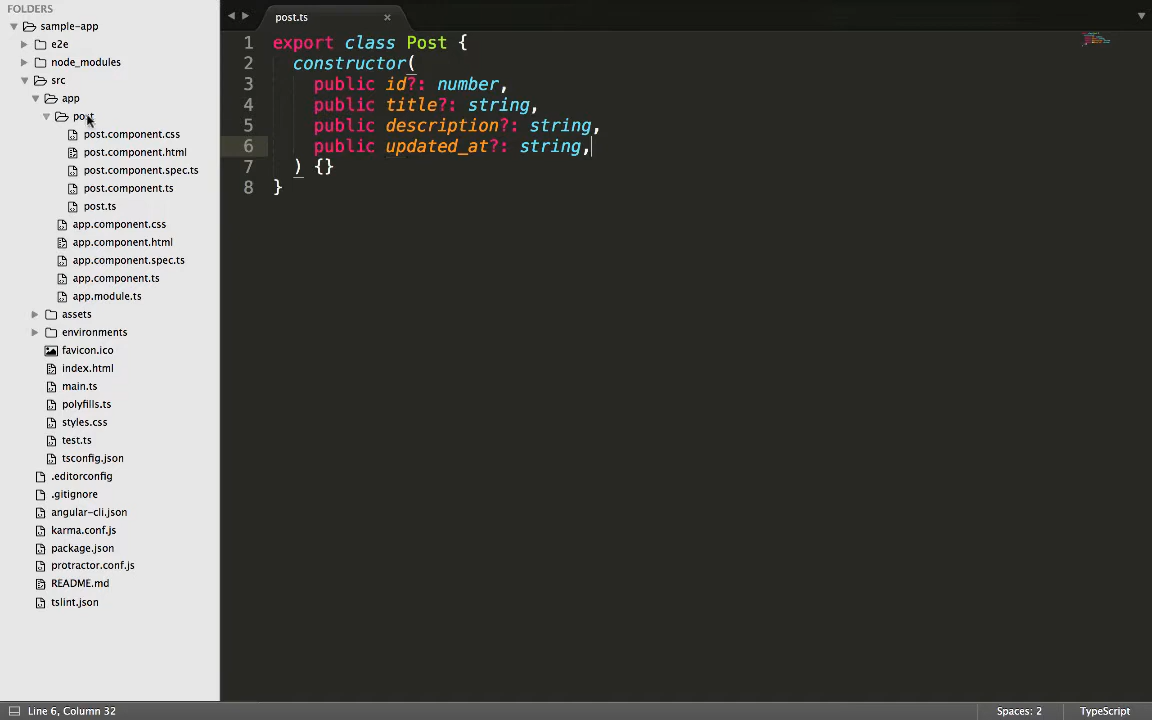 FOLDERS
sample-app
e2e
node_modules
src
app
post
post.component.css
post.component.html
post.component.spec.ts
post.component.ts
post.ts
app.component.css
app.component.html
app.component.spec.ts
app.component.ts
app.module.ts
assets
environments
favicon.ico
index.html
main.ts
polyfills.ts
styles.css
test.ts
tsconfig.json
.editorconfig
.gitignore
angular-cli.json
karma.conf.js
package.json
protractor.conf.js
README.md
tslint.json
post.ts
1 export class Post {
2 constructor(
3 public id?: number,
4 public title?: string,
5 public description?: string,
6 public updated_at?: string,
7 ) {}
8 }
Line 6, Column 32
Spaces: 2
TypeScript